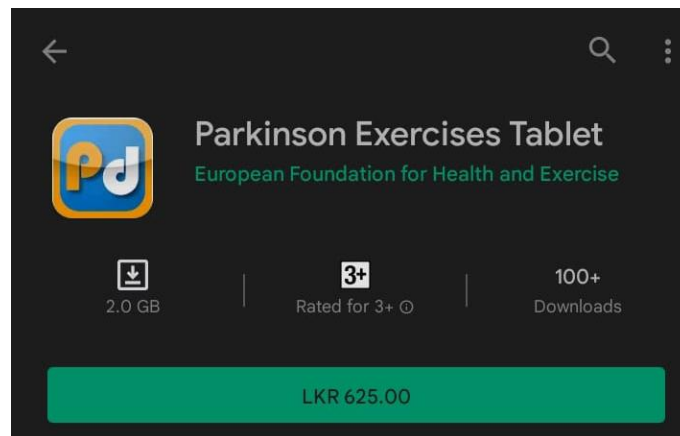 Parkinson Exercises Tablet
Pd
European Foundation for Health and Exercise
3+
100+
2.0 GB
Rated for 3+
Downloads
LKR 625.00